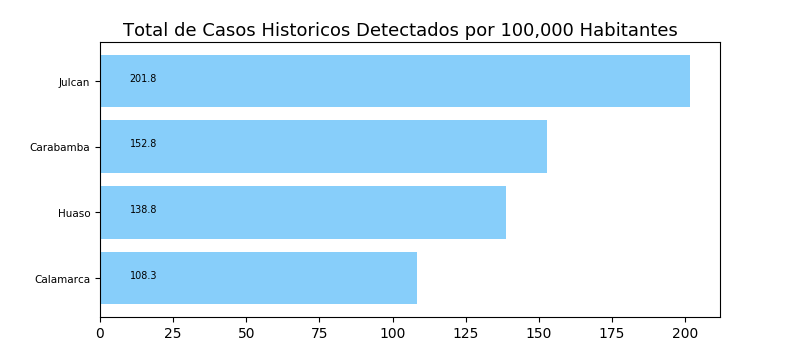 Total de Casos Historicos Detectados por 100,000 Habitantes
Julcan 201.8
Carabamba 152.8
Huaso 138.8
Calamarca 108.3
0 25 50 75 100 125 150 175 200